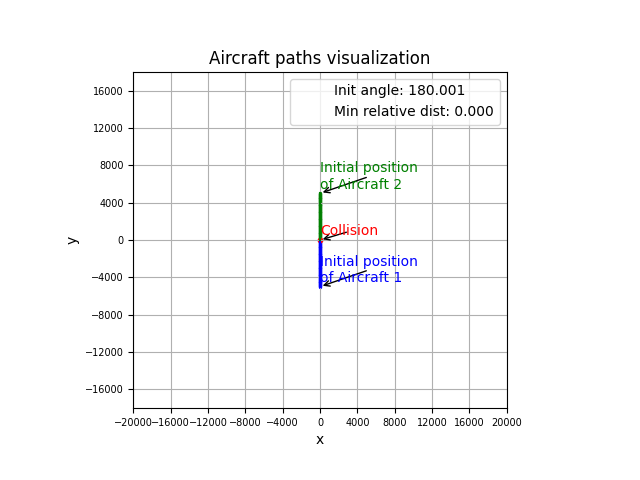 Aircraft paths visualization
Init angle: 180.001
Min relative dist: 0.000
16000
12000
8000
4000
0
−4000
−8000
−12000
−16000
y
Initial position
of Aircraft 2
Collision
Initial position
of Aircraft 1
−20000 −16000 −12000 −8000 −4000 0 4000 8000 12000 16000 20000
x